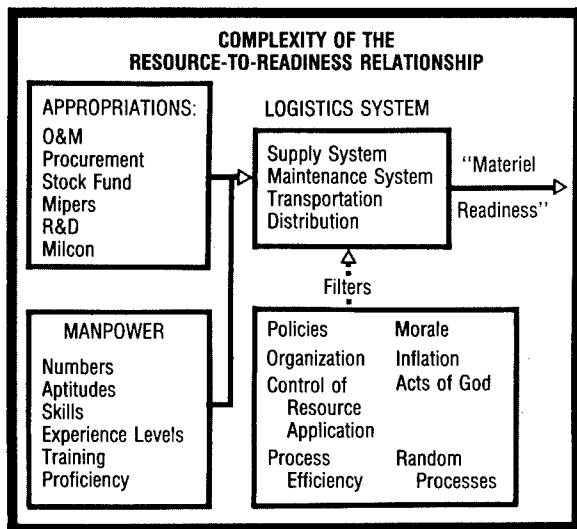 COMPLEXITY OF THE
RESOURCE-TO-READINESS RELATIONSHIP
APPROPRIATIONS:
O&M
Procurement
Stock Fund
Mipers
R&D
Milcon
LOGISTICS SYSTEM
Supply System
Maintenance System
Transportation
Distribution
"Materiel
Readiness"
Filters
MANPOWER
Numbers
Aptitudes
Skills
Experience Levels
Training
Proficiency
Policies
Organization
Control of
Resource
Application
Process
Efficiency
Morale
Inflation
Acts of God
Random
Processes